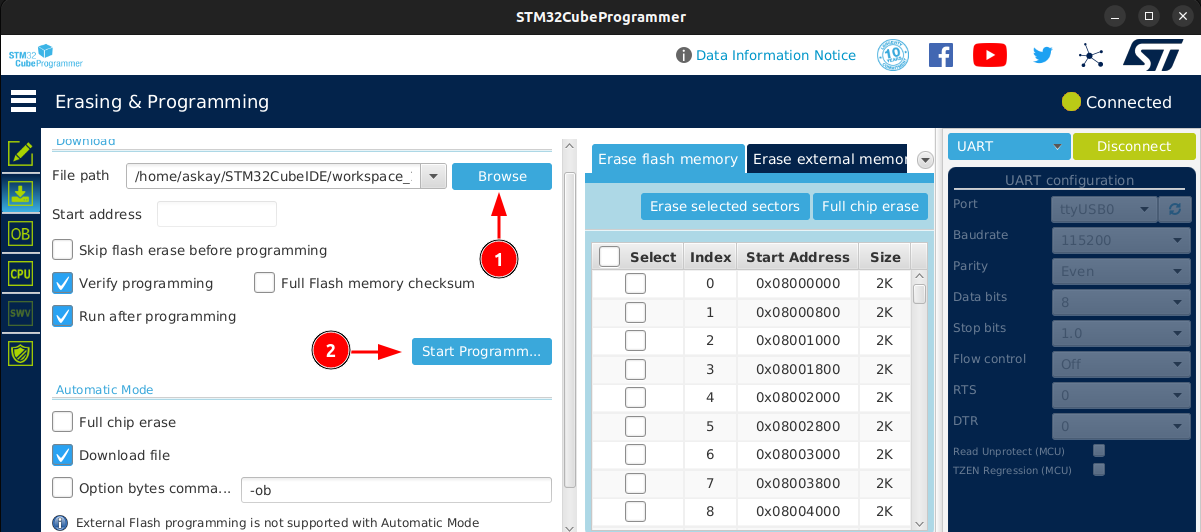 STM32CubeProgrammer
STM32
CubeProgrammer
Data Information Notice
10
YEARS
ST
Erasing & Programming
Connected
Download
File path
/home/askay/STM32CubeIDE/workspace_
Browse
Start address
1
Skip flash erase before programming
Verify programming
Full Flash memory checksum
Run after programming
2
Start Programm...
Automatic Mode
Full chip erase
Download file
Option bytes comma...
-ob
External Flash programming is not supported with Automatic Mode
OB
CPU
SWV
Erase flash memory
Erase external memor
Erase selected sectors
Full chip erase
Select Index Start Address Size
0 0x08000000 2K
1 0x08000800 2K
2 0x08001000 2K
3 0x08001800 2K
4 0x08002000 2K
5 0x08002800 2K
6 0x08003000 2K
7 0x08003800 2K
8 0x08004000 2K
UART
Disconnect
UART configuration
Port ttyUSB0
Baudrate 115200
Parity Even
Data bits 8
Stop bits 1.0
Flow control Off
RTS 0
DTR 0
Read Unprotect (MCU)
TZEN Regression (MCU)